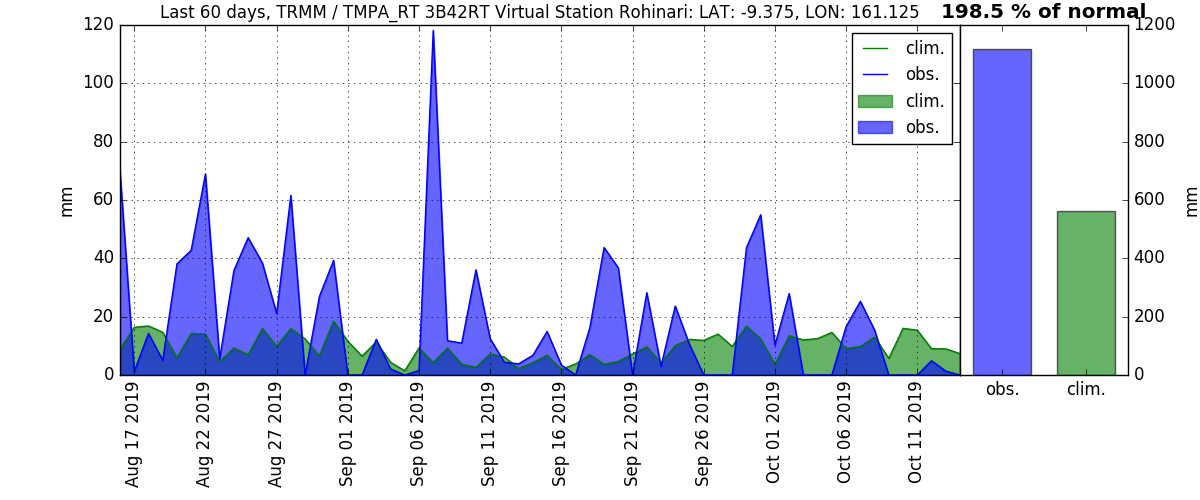 Last 60 days, TRMM / TMPA_RT 3B42RT Virtual Station Rohinari: LAT: -9.375, LON: 161.125
198.5 % of normal
120
100
80
60
40
20
0
mm
clim.
obs.
clim.
obs.
1200
1000
800
600
400
200
0
mm
Aug 17 2019
Aug 22 2019
Aug 27 2019
Sep 01 2019
Sep 06 2019
Sep 11 2019
Sep 16 2019
Sep 21 2019
Sep 26 2019
Oct 01 2019
Oct 06 2019
Oct 11 2019
obs.
clim.